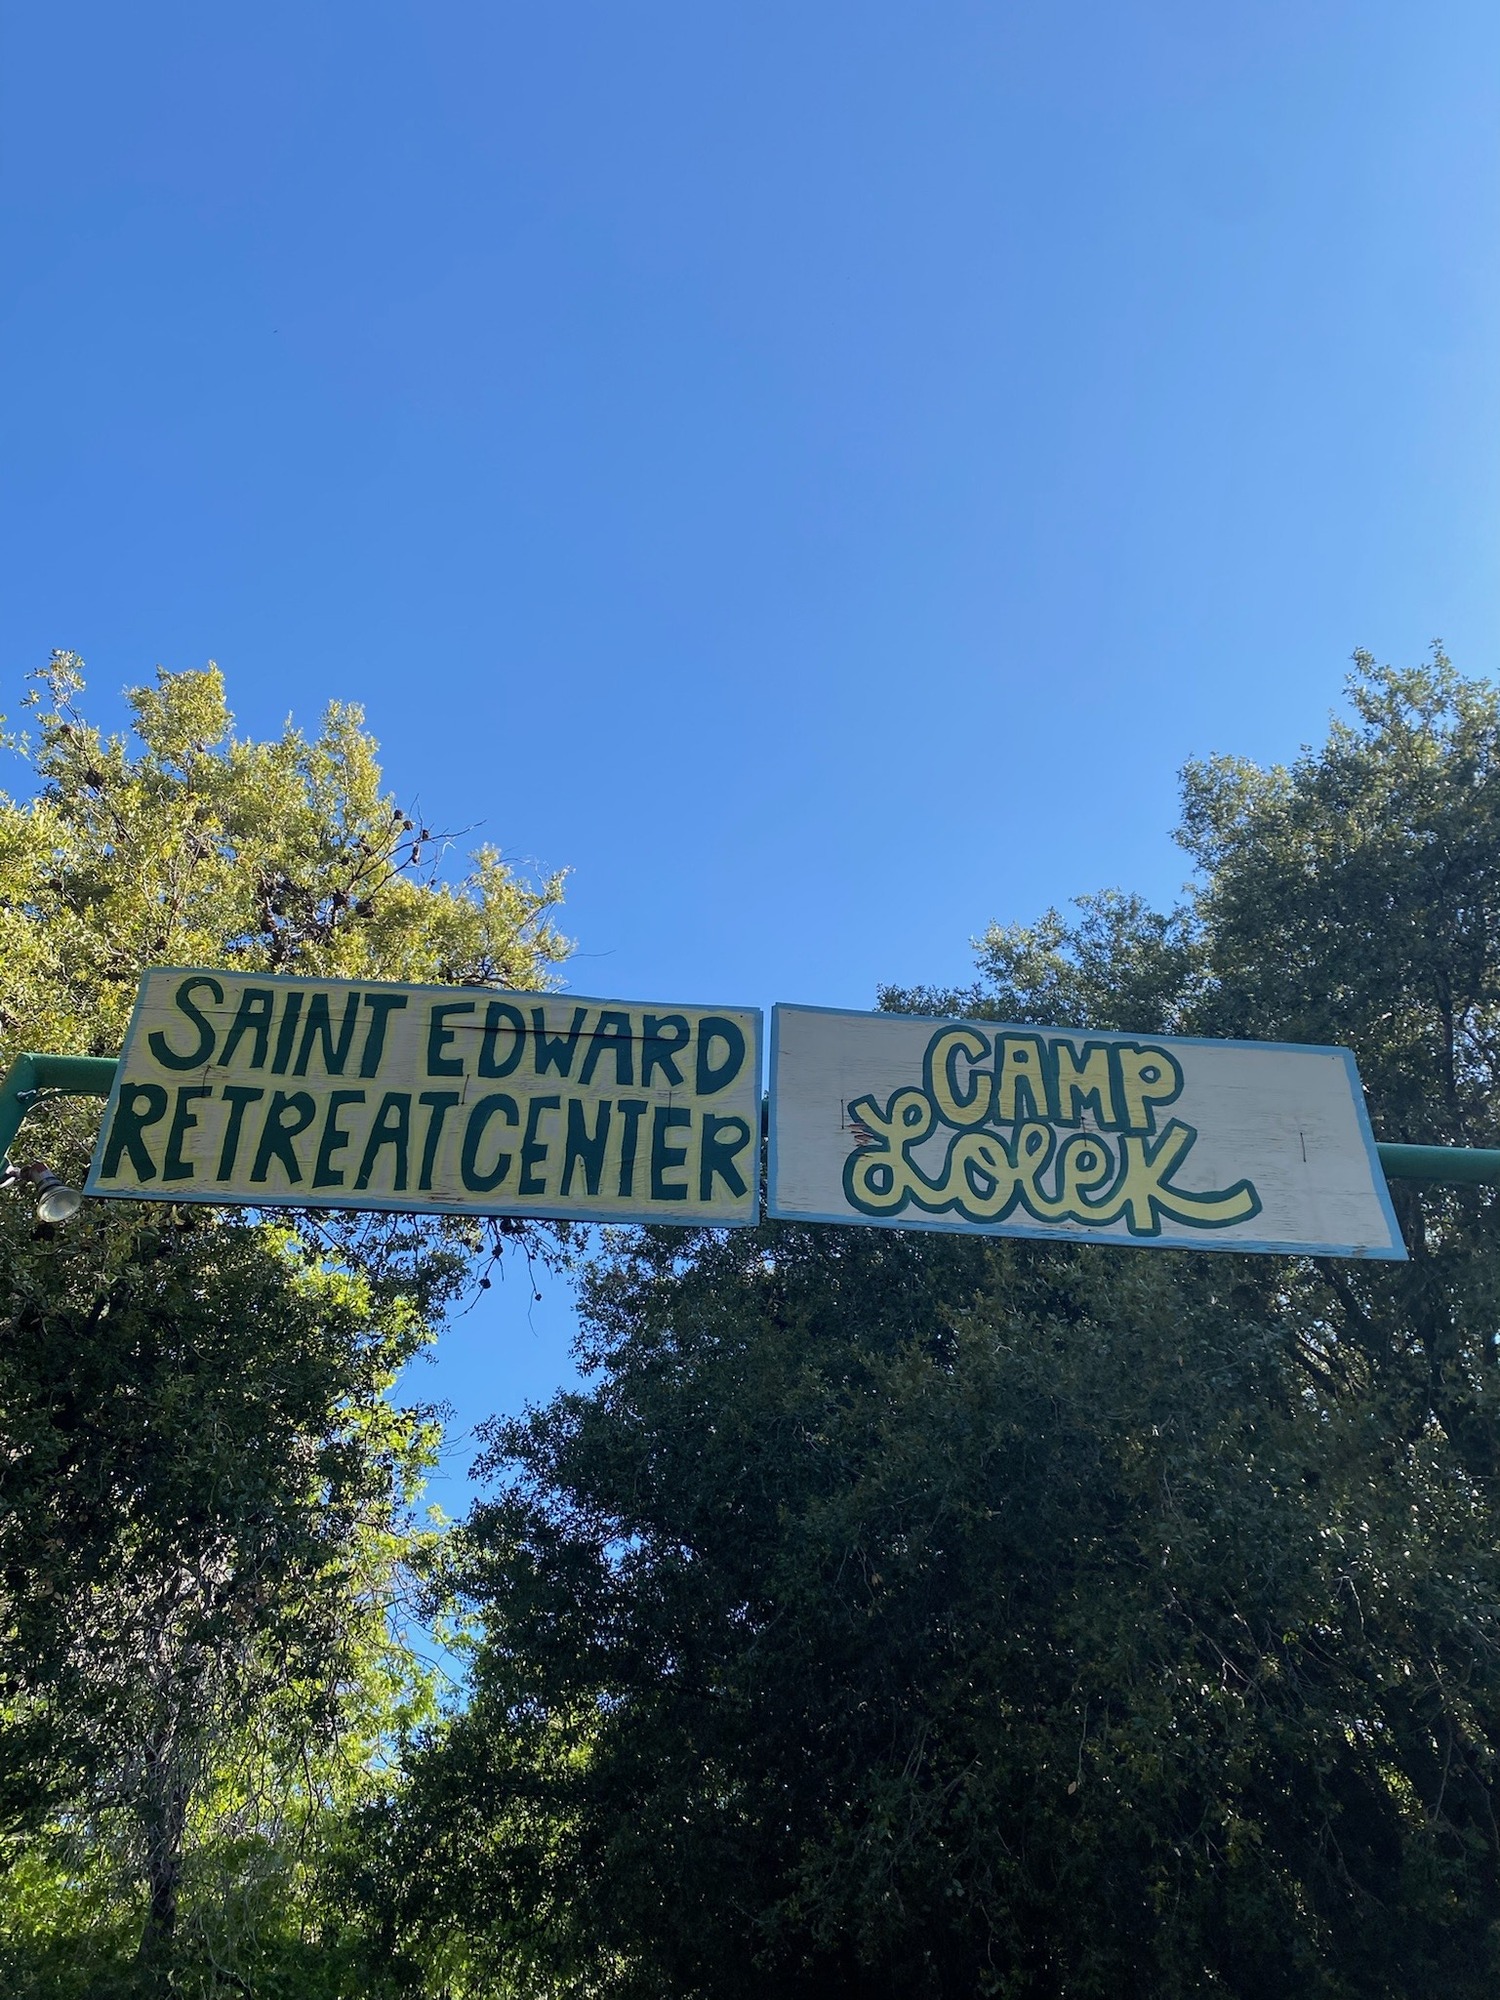 SAINT EDWARD
RETREAT CENTER
CAMP
Lolek